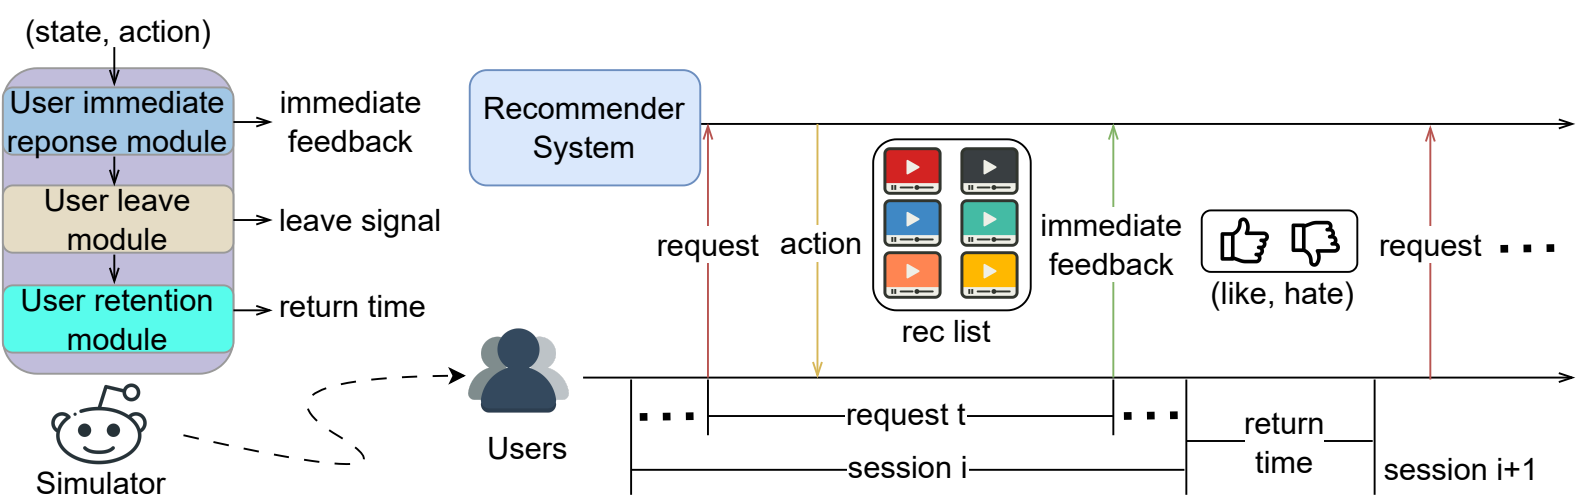 (state, action)
User immediate
reponse module
immediate
feedback
User leave
module
leave signal
User retention
module
return time
Simulator
Recommender
System
Users
request
action
rec list
immediate
feedback
(like, hate)
request
request t
session i
return
time
session i+1